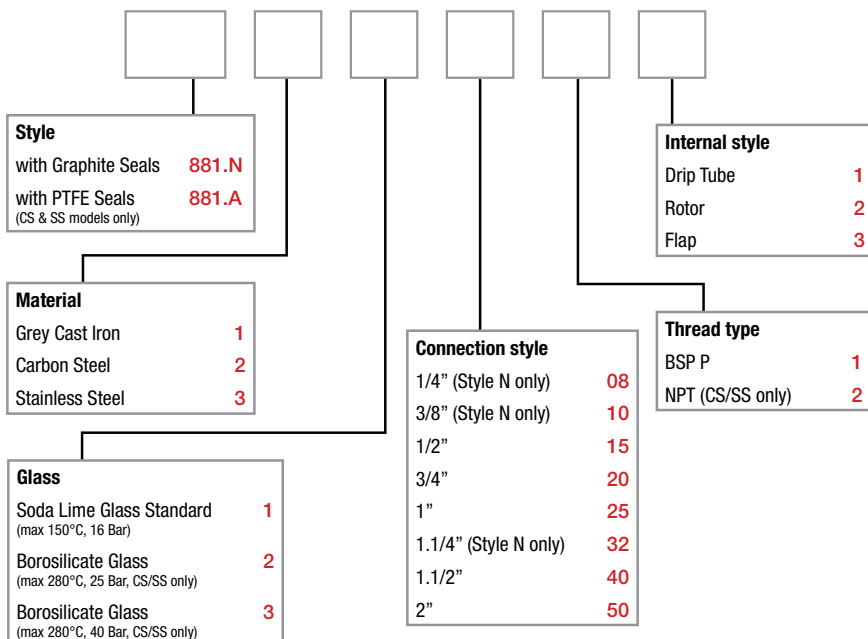 Style
with Graphite Seals 881.N
with PTFE Seals 881.A
(CS & SS models only)
Material
Grey Cast Iron 1
Carbon Steel 2
Stainless Steel 3
Glass
Soda Lime Glass Standard 1
(max 150°C, 16 Bar)
Borosilicate Glass 2
(max 280°C, 25 Bar, CS/SS only)
Borosilicate Glass 3
(max 280°C, 40 Bar, CS/SS only)
Connection style
1/4” (Style N only) 08
3/8” (Style N only) 10
1/2” 15
3/4” 20
1” 25
1.1/4” (Style N only) 32
1.1/2” 40
2” 50
Internal style
Drip Tube 1
Rotor 2
Flap 3
Thread type
BSP P 1
NPT (CS/SS only) 2